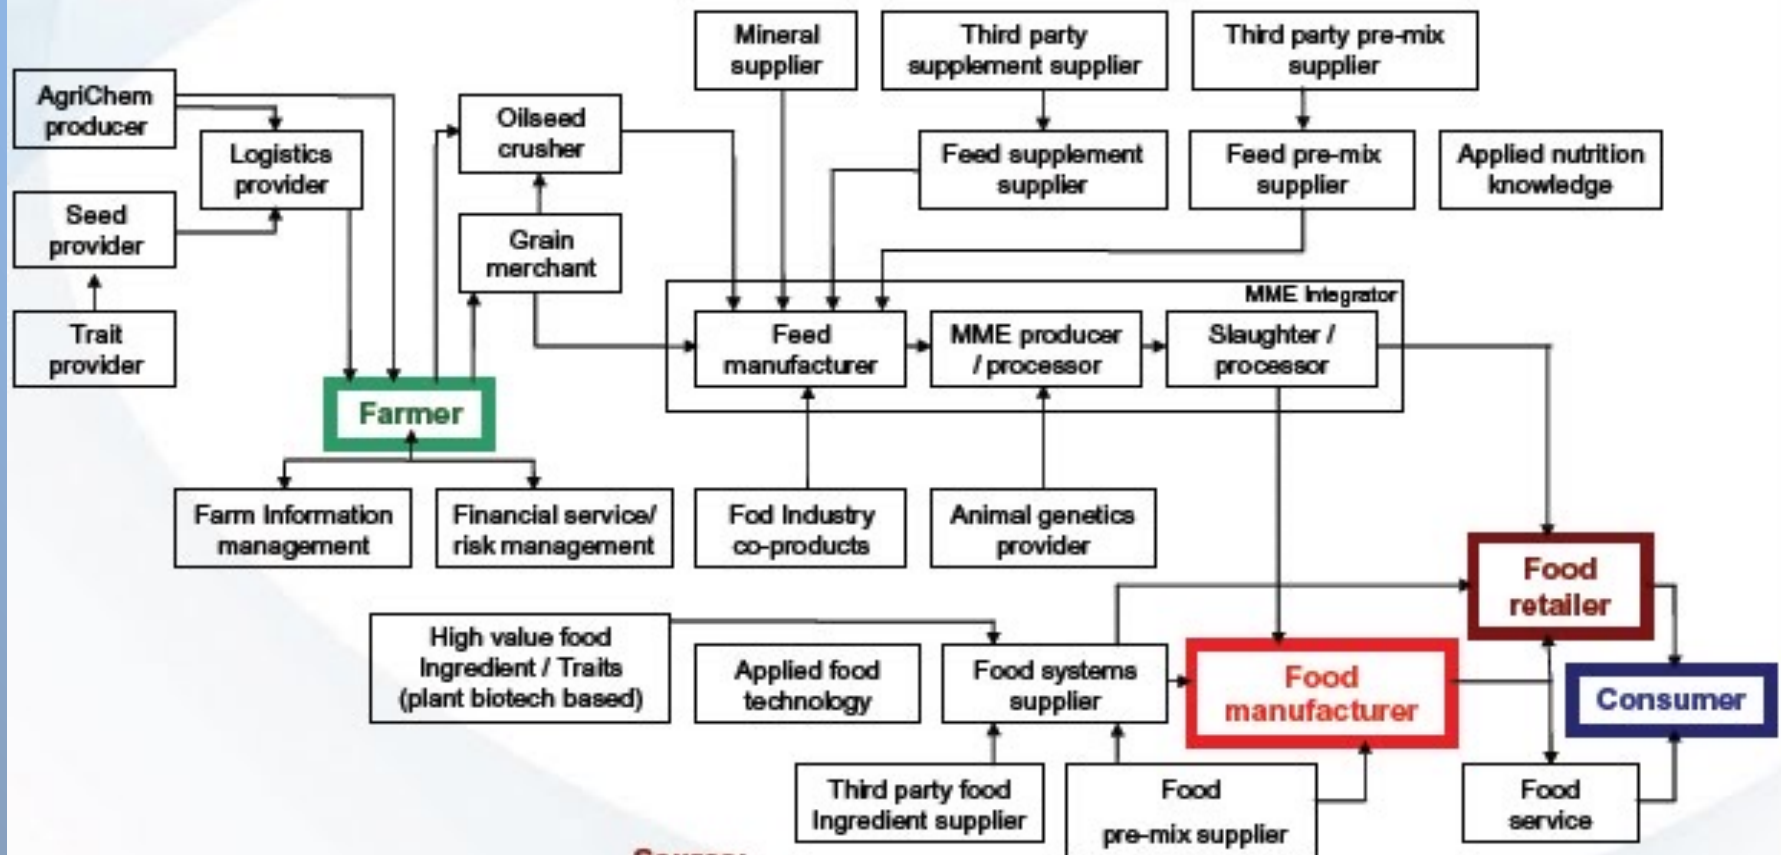 Mineral
supplier
Third party
supplement supplier
Third party pre-mix
supplier
AgriChem
producer
Oilseed
crusher
Logistics
provider
Feed supplement
supplier
Feed pre-mix
supplier
Applied nutrition
knowledge
Seed
provider
Grain
merchant
MME Integrator
Trait
provider
Feed
manufacturer
MME producer
/ processor
Slaughter /
processor
Farmer
Farm Information
management
Financial service/
risk management
Fod Industry
co-products
Animal genetics
provider
Food
retailer
High value food
Ingredient / Traits
(plant biotech based)
Applied food
technology
Food systems
supplier
Food
manufacturer
Consumer
Third party food
Ingredient supplier
Food
pre-mix supplier
Food
service